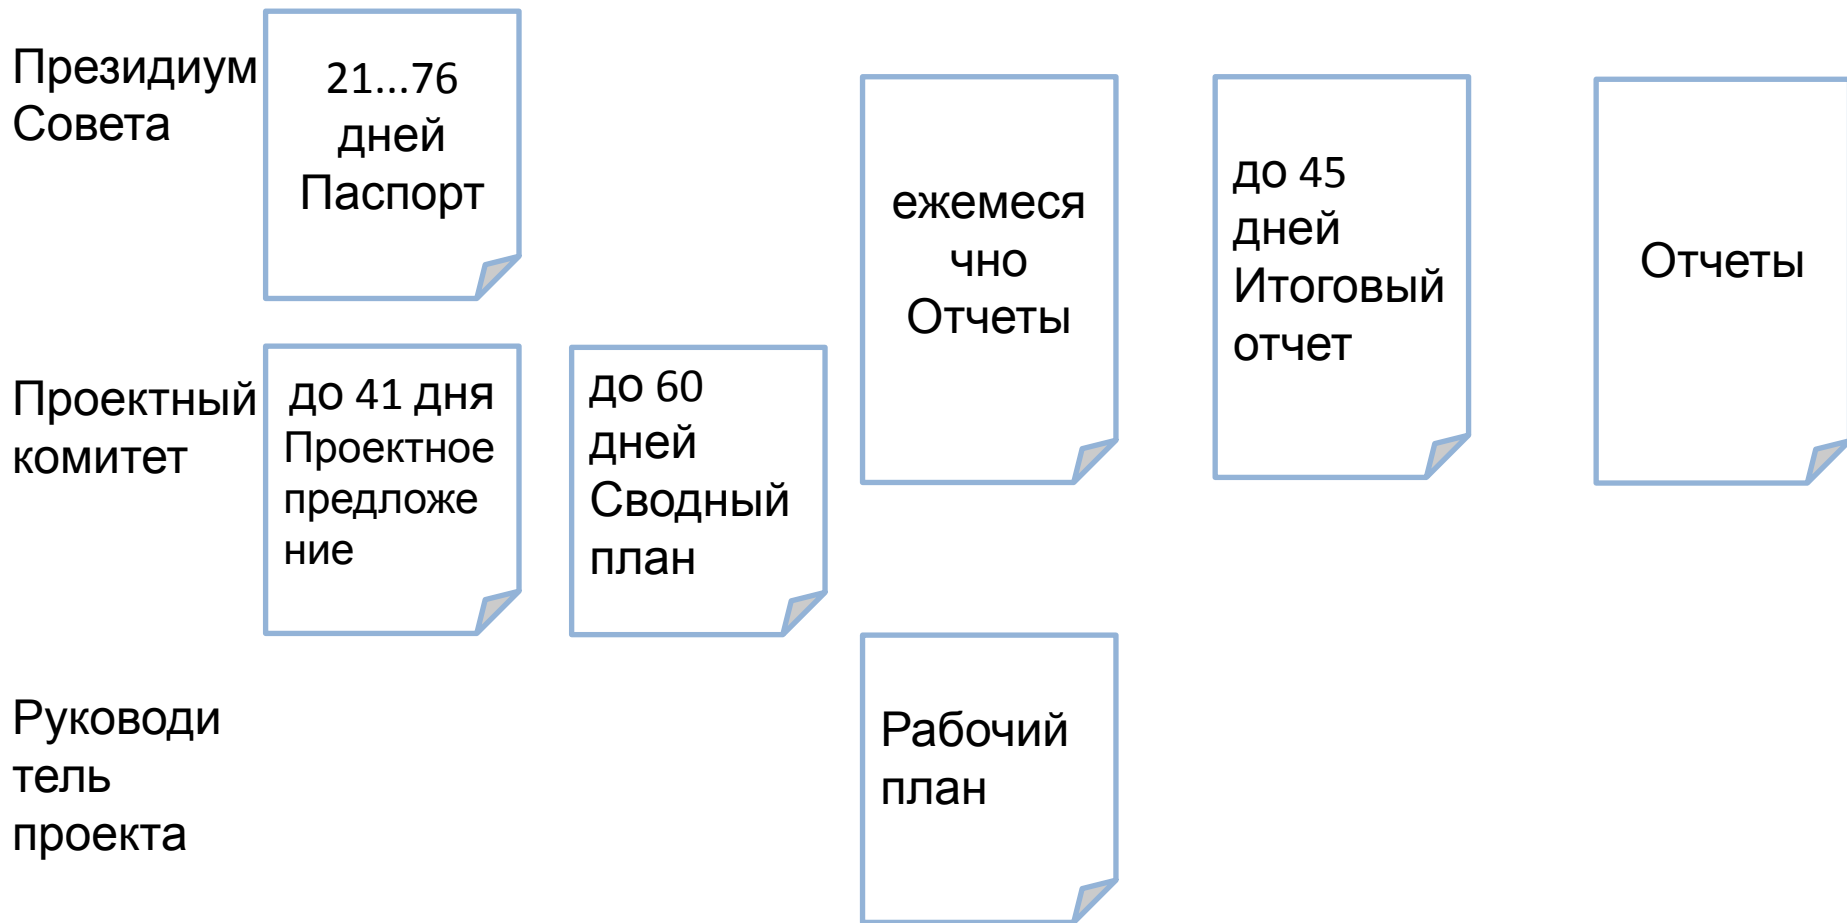 Президиум
Совета
21...76
дней
Паспорт
ежемеся
чно
Отчеты
до 45
дней
Итоговый
отчет
Отчеты
Проектный
комитет
до 41 дня
Проектное
предложе
ние
до 60
дней
Сводный
план
Руководи
тель
проекта
Рабочий
план